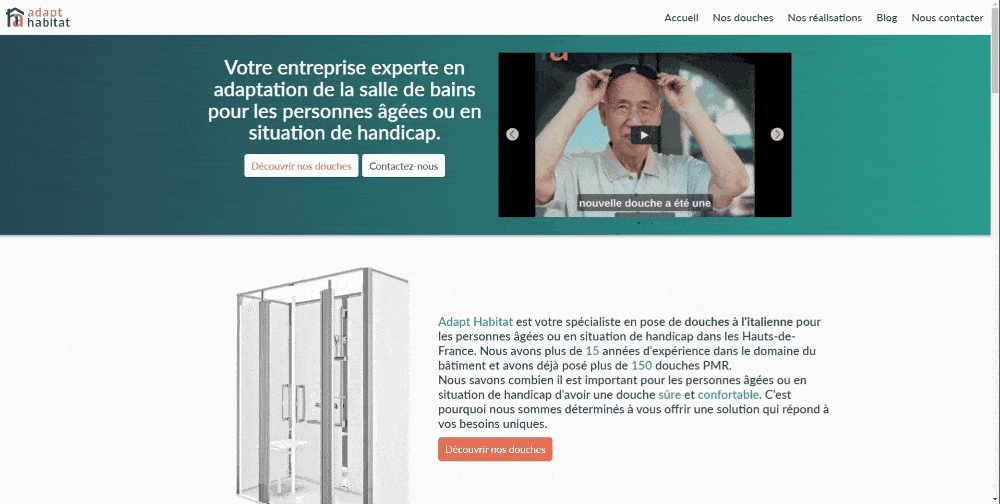 adapt
habitat
Accueil Nos douches Nos réalisations Blog Nous contacter
Votre entreprise experte en
adaptation de la salle de bains
pour les personnes âgées ou en
situation de handicap.
Découvrir nos douches Contactez-nous
nouvelle douche a été une
Adapt Habitat est votre spécialiste en pose de douches à l'italienne pour
les personnes âgées ou en situation de handicap dans les Hauts-de-
France. Nous avons plus de 15 années d'expérience dans le domaine du
bâtiment et avons déjà posé plus de 150 douches PMR.
Nous savons combien il est important pour les personnes âgées ou en
situation de handicap d'avoir une douche sûre et confortable. C'est
pourquoi nous sommes déterminés à vous offrir une solution qui répond à
vos besoins uniques.
Découvrir nos douches